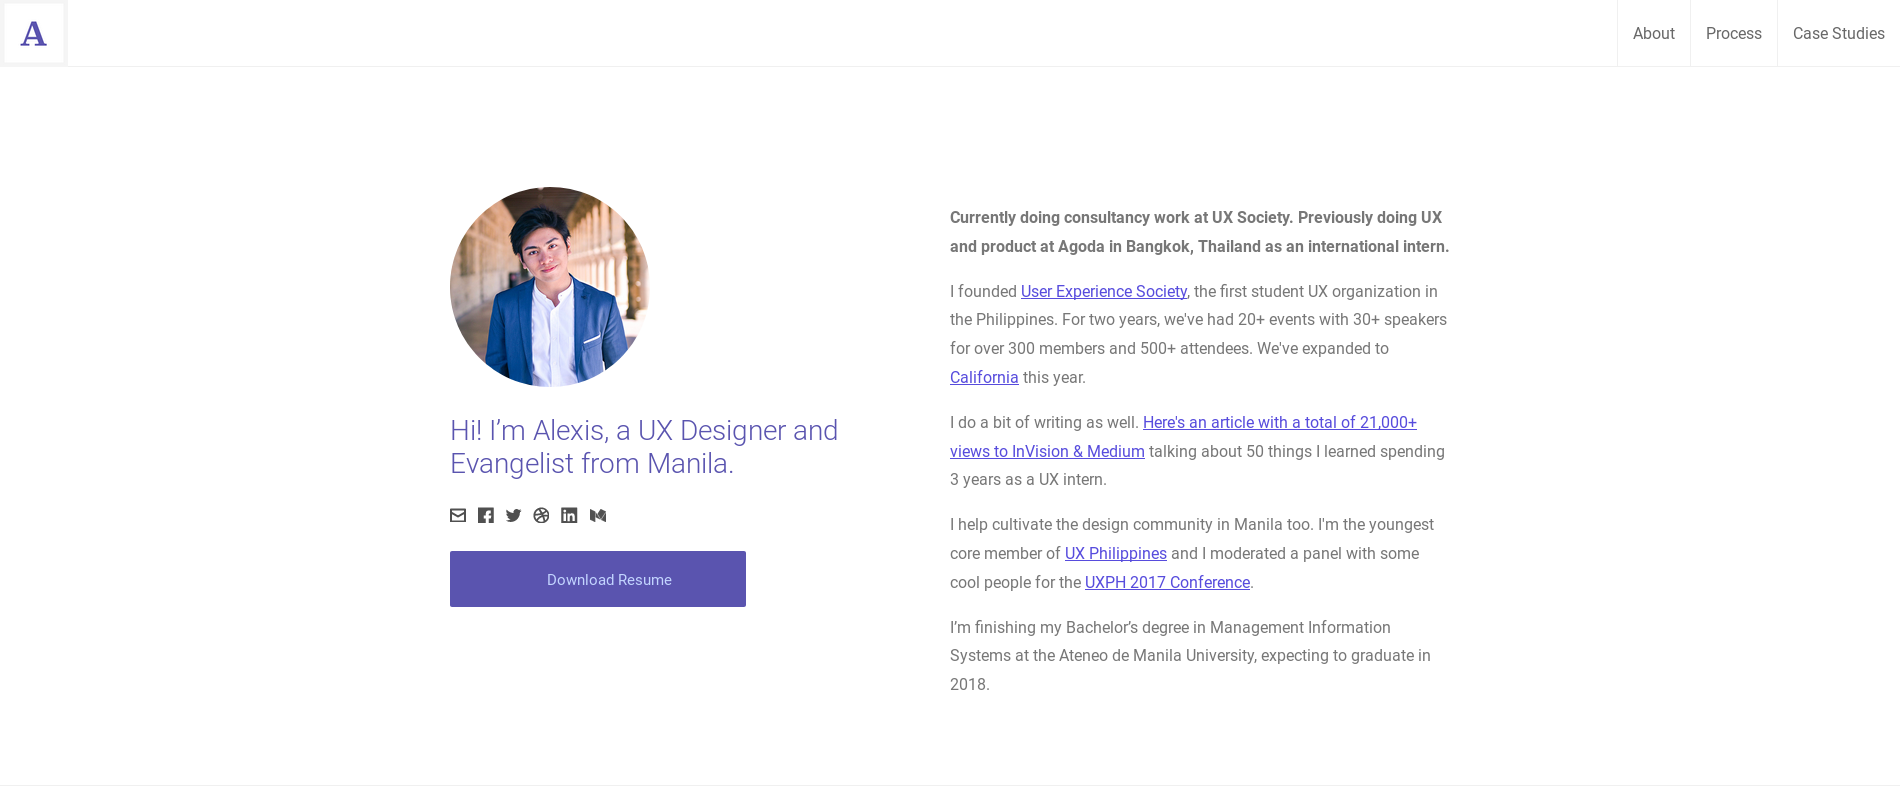 A
About
Process
Case Studies
Hi! I’m Alexis, a UX Designer and
Evangelist from Manila.
Download Resume
Currently doing consultancy work at UX Society. Previously doing UX
and product at Agoda in Bangkok, Thailand as an international intern.
I founded User Experience Society, the first student UX organization in
the Philippines. For two years, we've had 20+ events with 30+ speakers
for over 300 members and 500+ attendees. We've expanded to
California this year.
I do a bit of writing as well. Here's an article with a total of 21,000+
views to InVision & Medium talking about 50 things I learned spending
3 years as a UX intern.
I help cultivate the design community in Manila too. I'm the youngest
core member of UX Philippines and I moderated a panel with some
cool people for the UXPH 2017 Conference.
I’m finishing my Bachelor’s degree in Management Information
Systems at the Ateneo de Manila University, expecting to graduate in
2018.